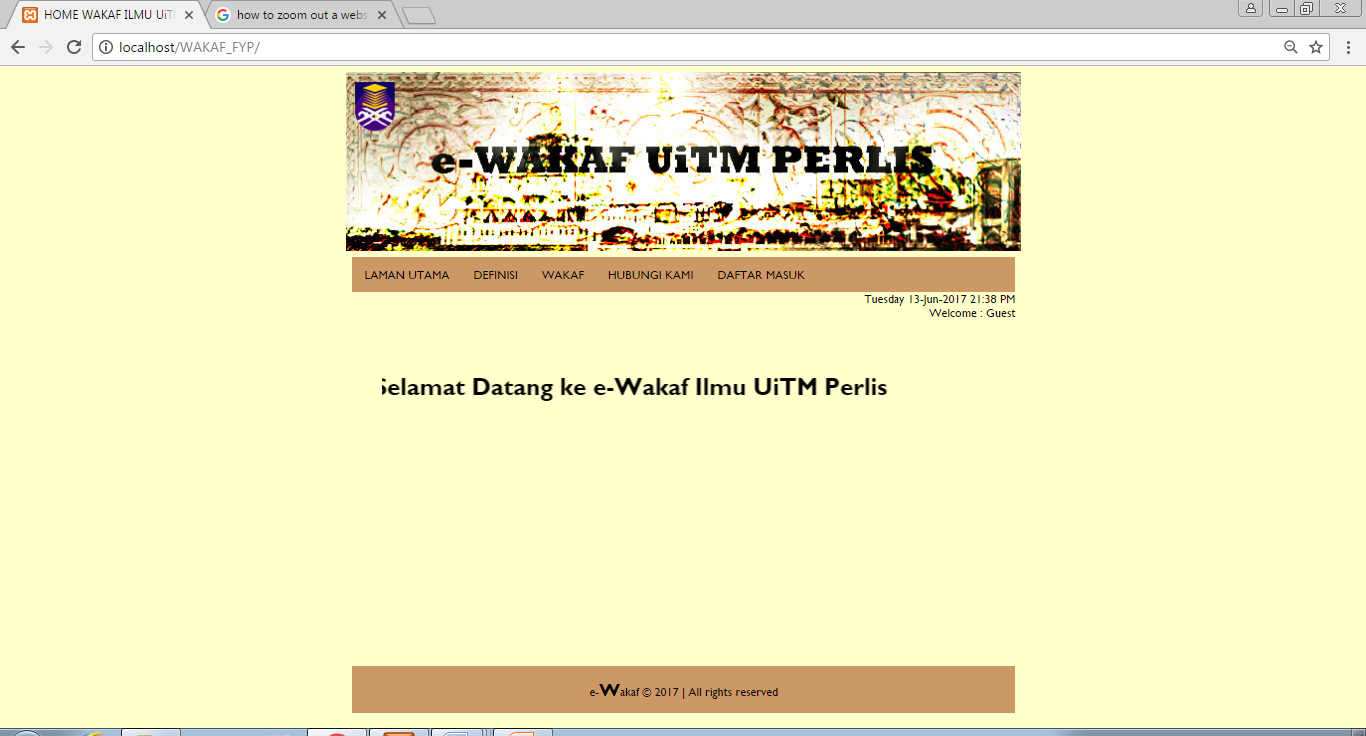 HOME WAKAF ILMU UiT
how to zoom out a webs
localhost/WAKAF_FYP/
e-WAKAF UiTM PERLIS
LAMAN UTAMA DEFINISI WAKAF HUBUNGI KAMI DAFTAR MASUK
Tuesday 13-Jun-2017 21:38 PM
Welcome : Guest
Selamat Datang ke e-Wakaf Ilmu UiTM Perlis
e-Wakaf © 2017 | All rights reserved